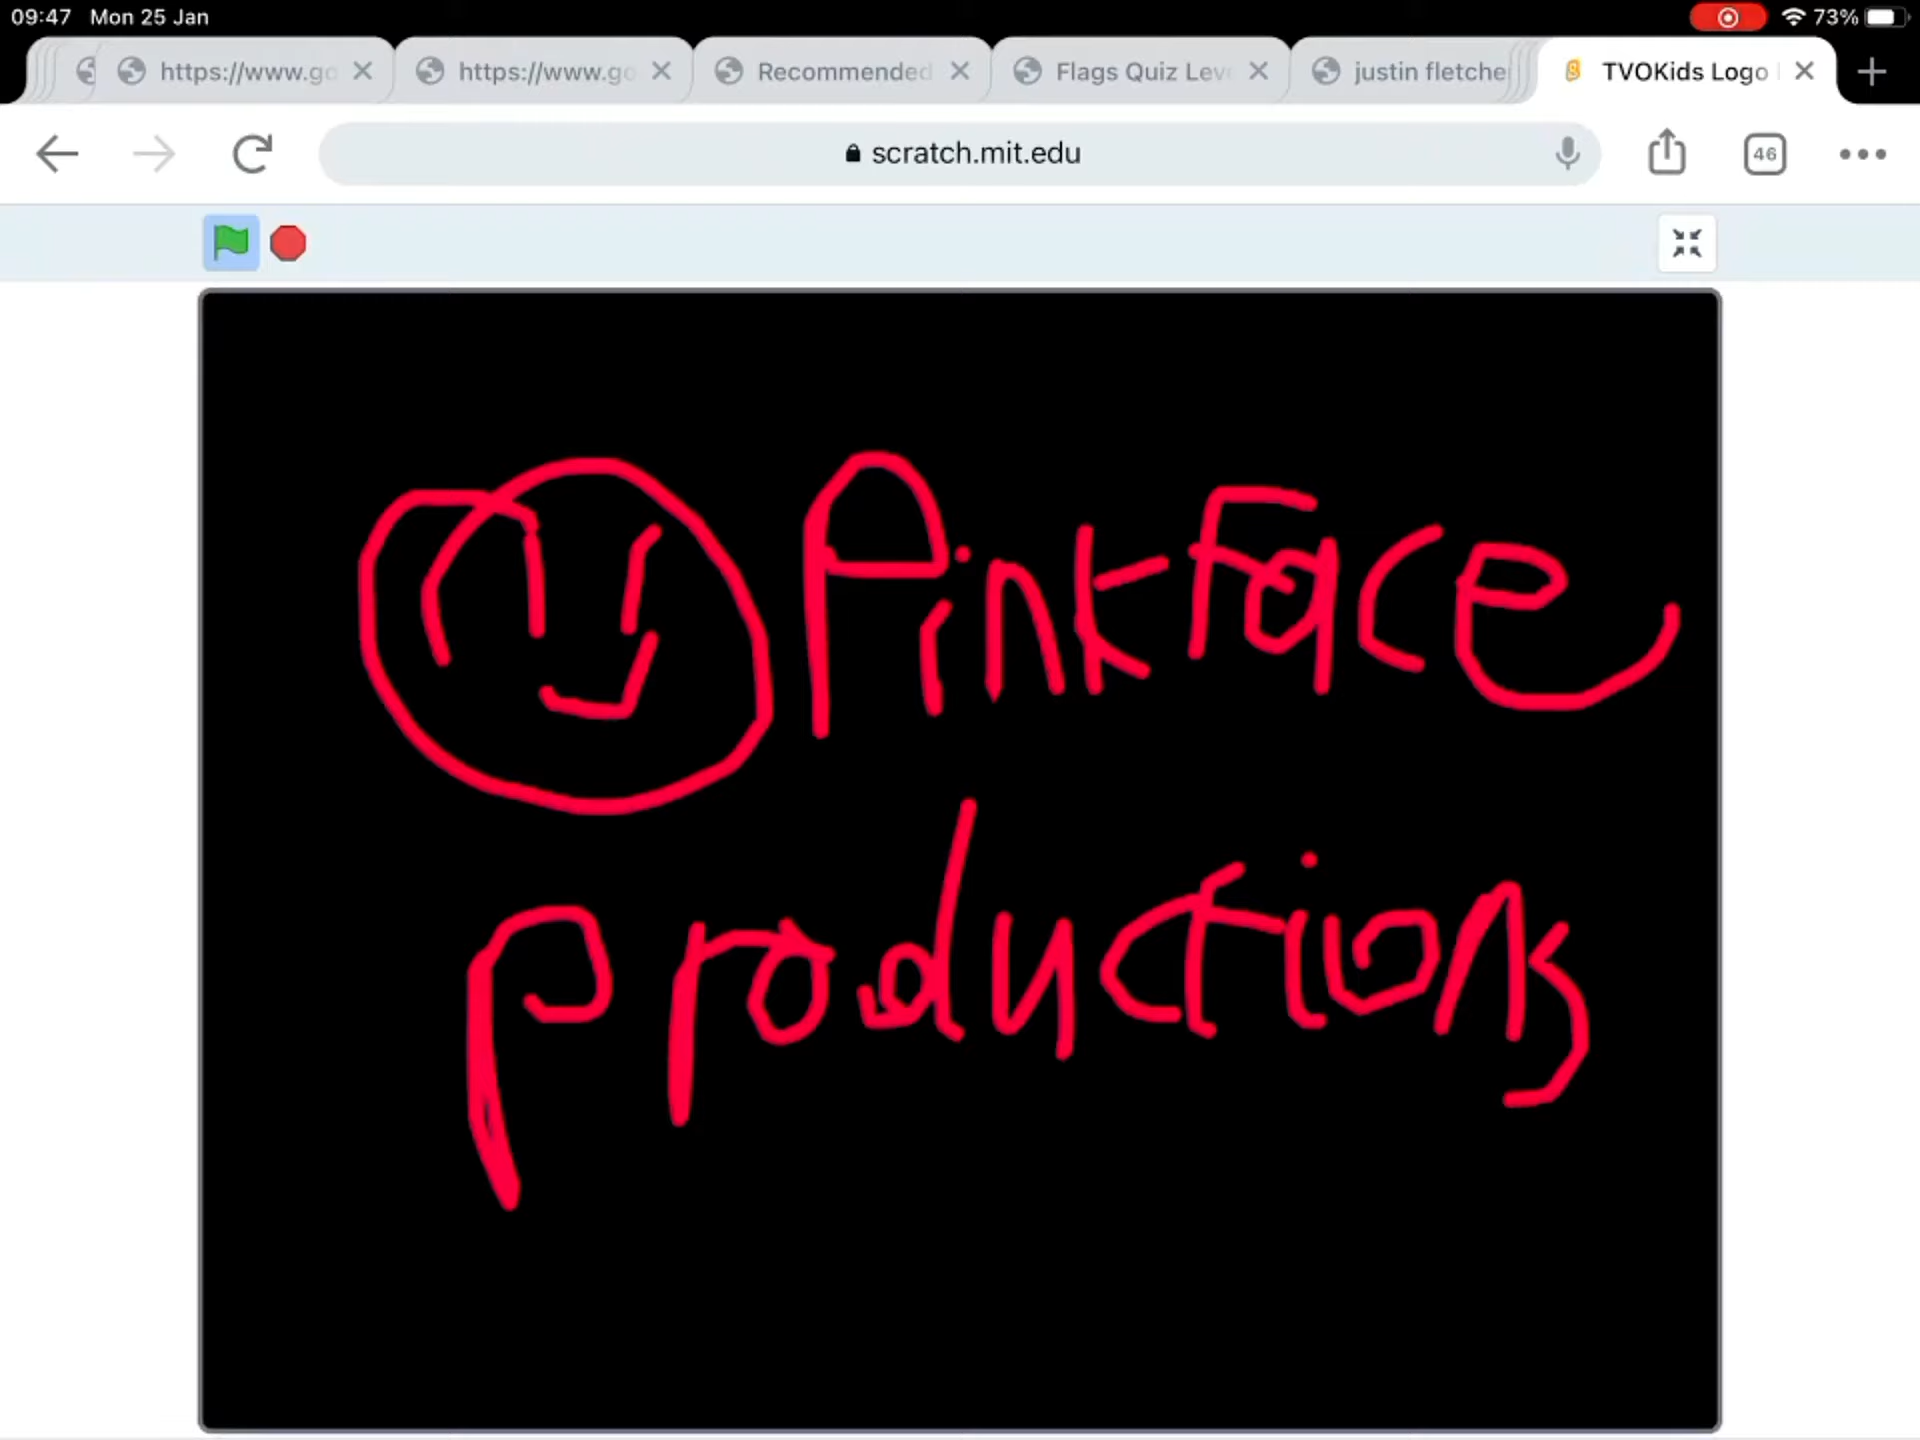 09:47 Mon 25 Jan 73%
https://www.go https://www.go Recommended Flags Quiz Lev justin fletche TVOKids Logo
scratch.mit.edu 46
PinkFace
productions